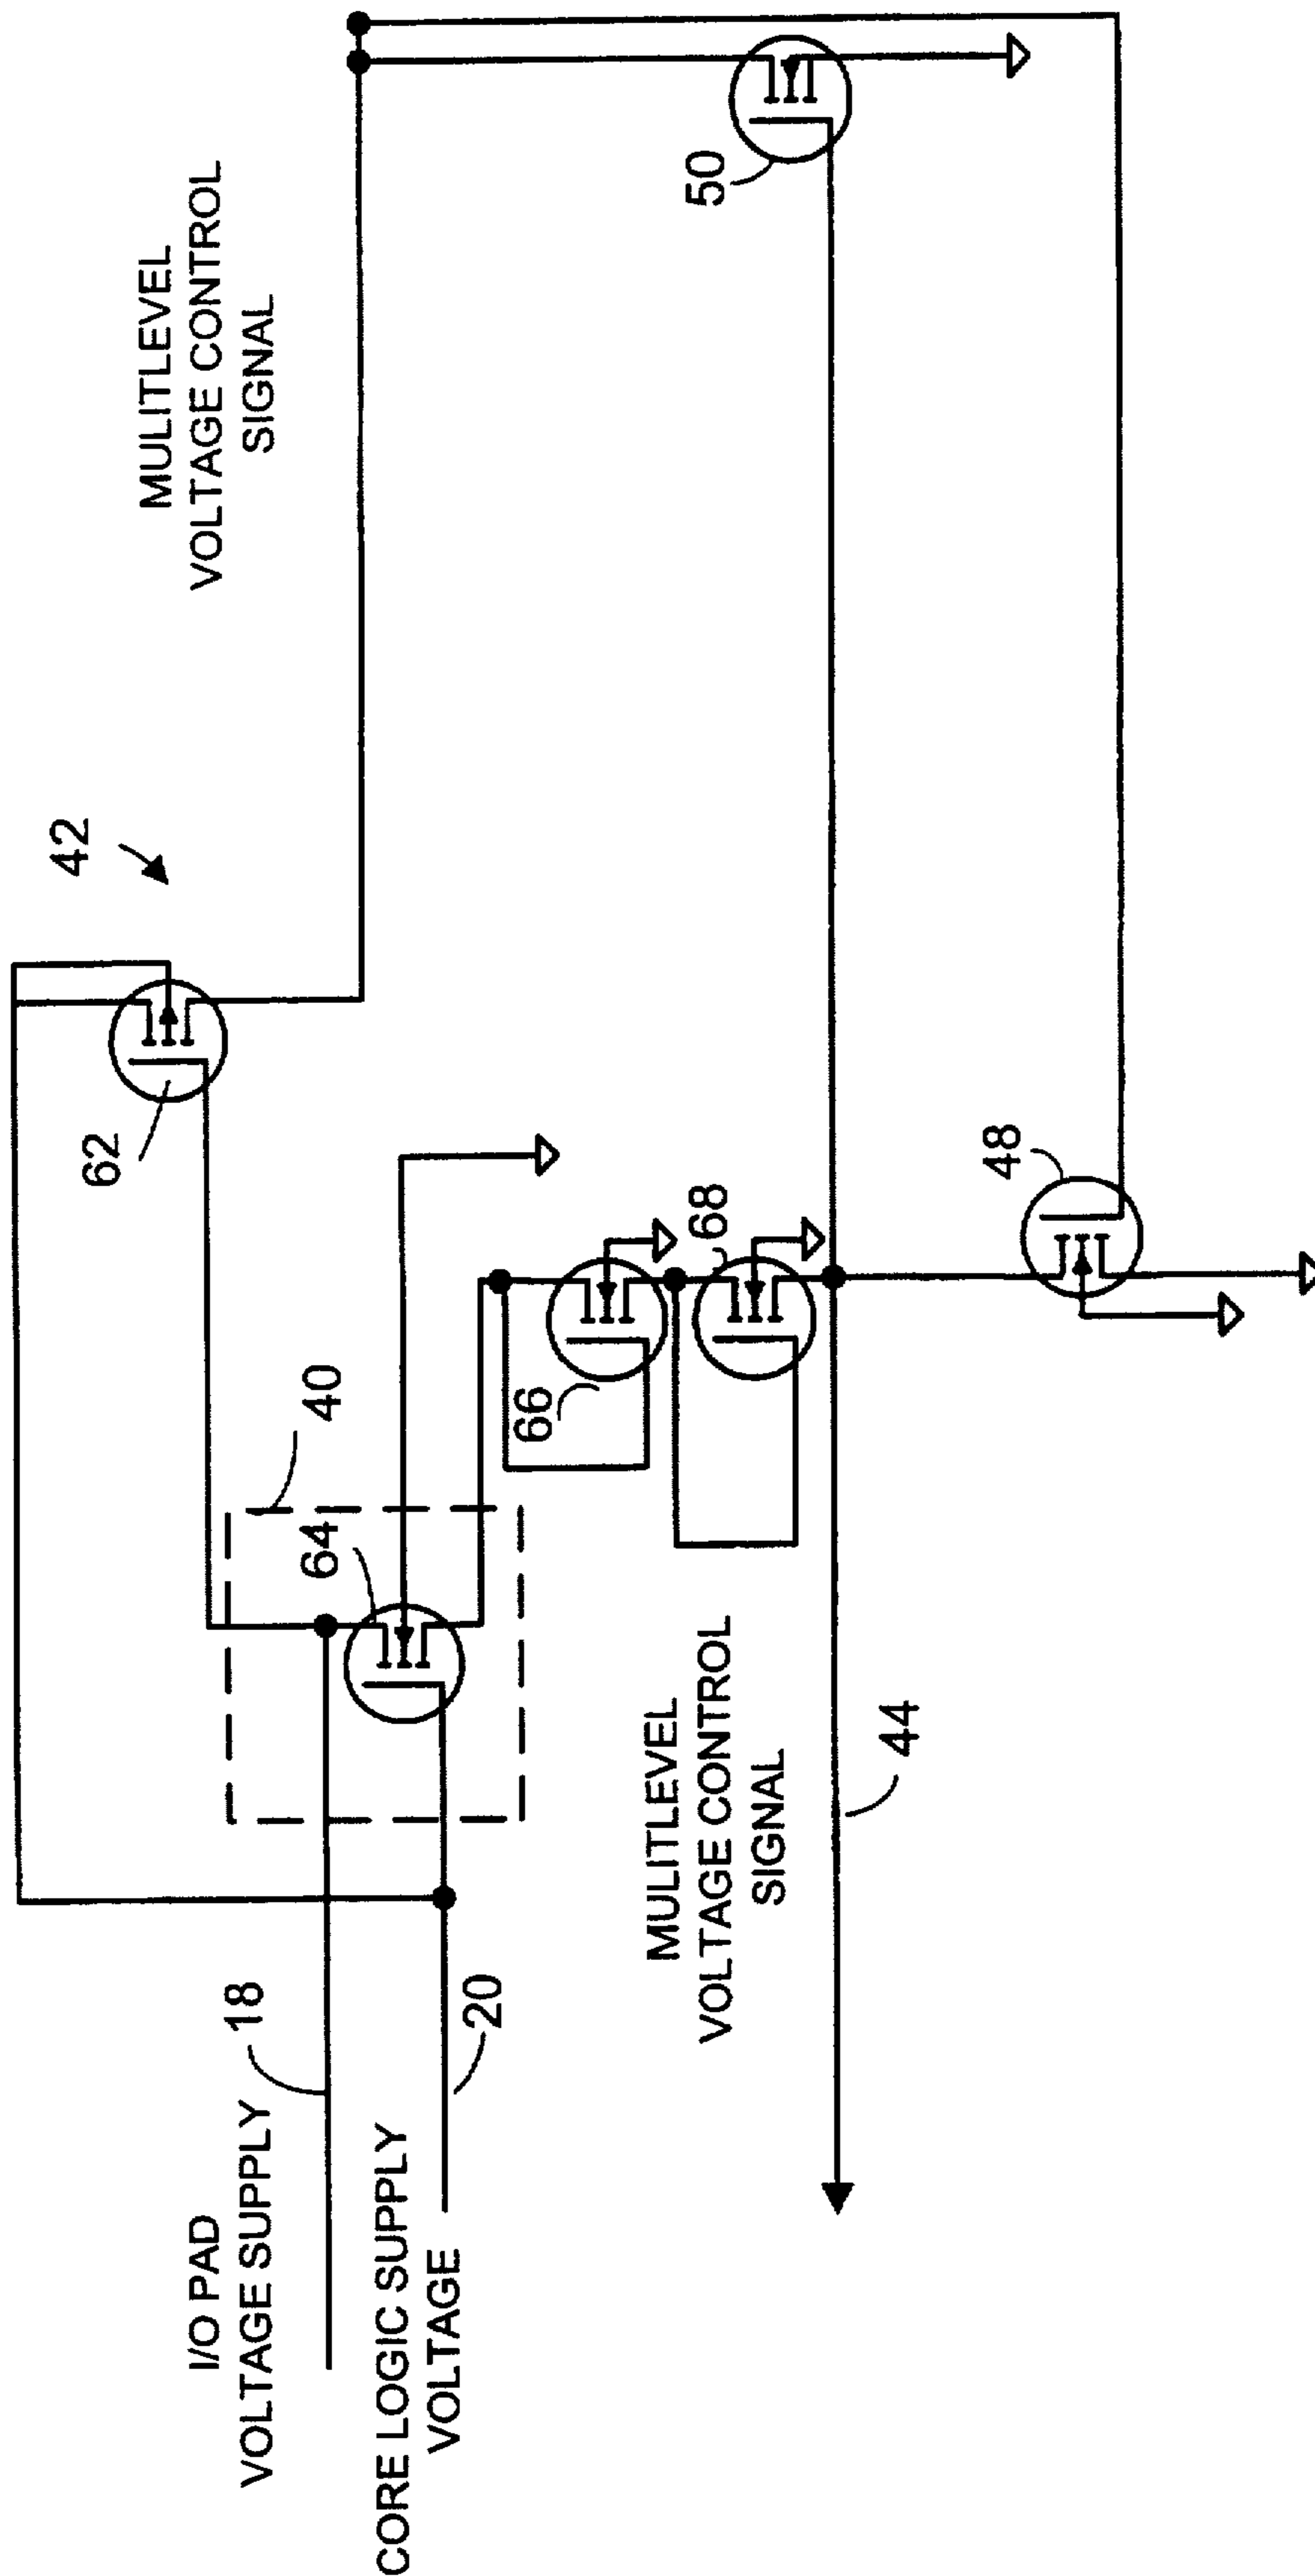 I/O PAD
VOLTAGE SUPPLY
18
CORE LOGIC SUPPLY
VOLTAGE
20
40
64
62
42
MULITLEVEL
VOLTAGE CONTROL
SIGNAL
66
68
50
MULITLEVEL
VOLTAGE CONTROL
SIGNAL
44
48